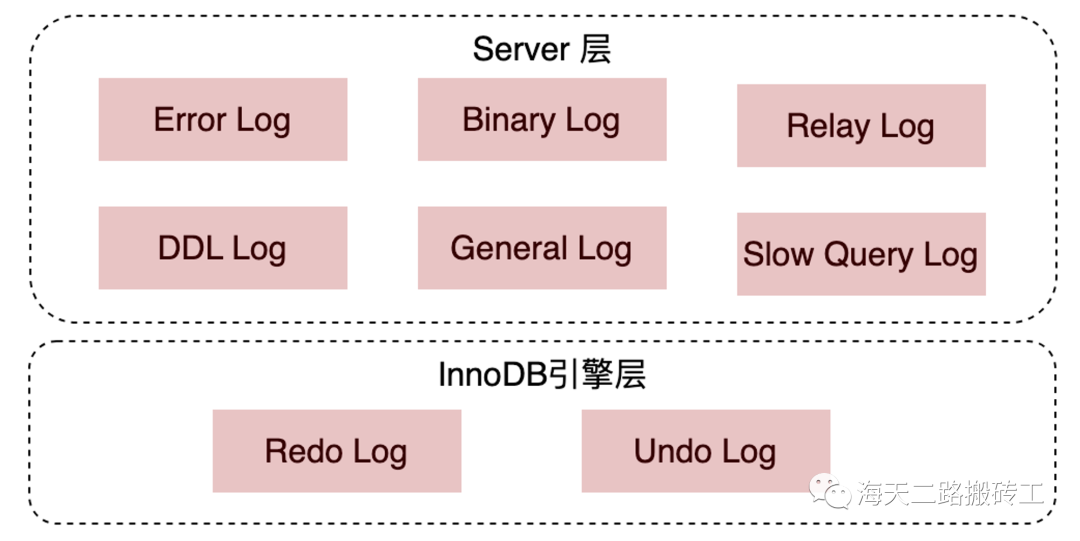 Server 层
Error Log
Binary Log
Relay Log
DDL Log
General Log
Slow Query Log
InnoDB引擎层
Redo Log
Undo Log
海天二路搬砖工